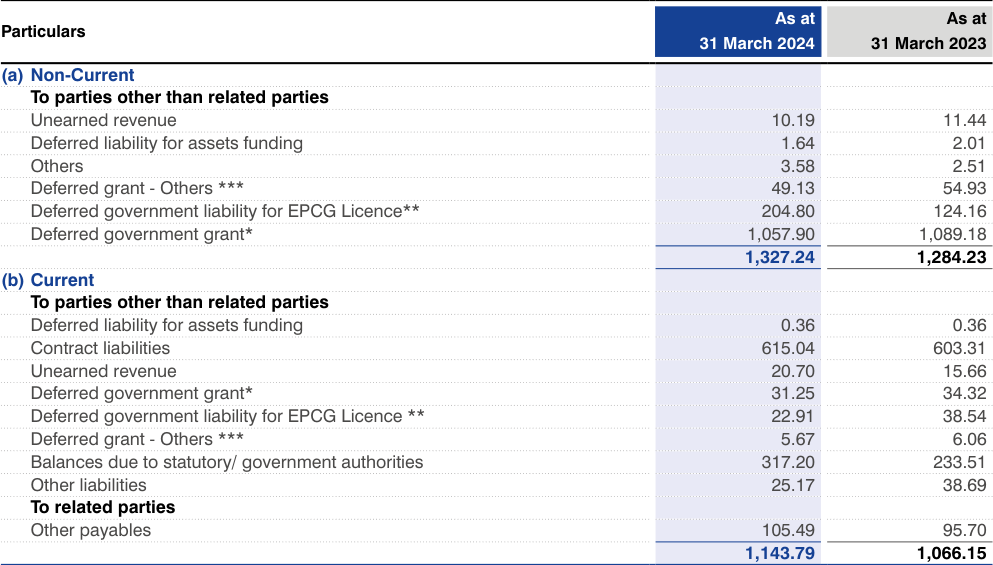 Particulars As at 31 March 2024 As at 31 March 2023
(a) Non-Current
To parties other than related parties
Unearned revenue 10.19 11.44
Deferred liability for assets funding 1.64 2.01
Others 3.58 2.51
Deferred grant - Others *** 49.13 54.93
Deferred government liability for EPCG Licence** 204.80 124.16
Deferred government grant* 1,057.90 1,089.18
1,327.24 1,284.23
(b) Current
To parties other than related parties
Deferred liability for assets funding 0.36 0.36
Contract liabilities 615.04 603.31
Unearned revenue 20.70 15.66
Deferred government grant* 31.25 34.32
Deferred government liability for EPCG Licence ** 22.91 38.54
Deferred grant - Others *** 5.67 6.06
Balances due to statutory/ government authorities 317.20 233.51
Other liabilities 25.17 38.69
To related parties
Other payables 105.49 95.70
1,143.79 1,066.15